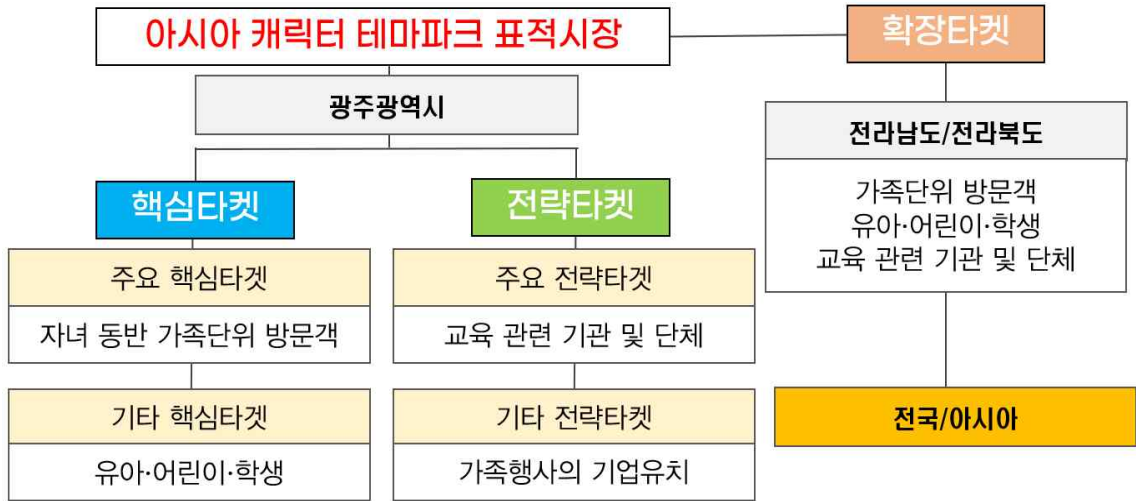 아시아 캐릭터 테마파크 표적시장
확장타켓
광주광역시
전라남도/전라북도
가족단위 방문객
유아·어린이·학생
교육 관련 기관 및 단체
핵심타켓
전략타켓
주요 핵심타겟
주요 전략타겟
자녀 동반 가족단위 방문객
교육 관련 기관 및 단체
기타 핵심타겟
기타 전략타켓
전국/아시아
유아·어린이·학생
가족행사의 기업유치